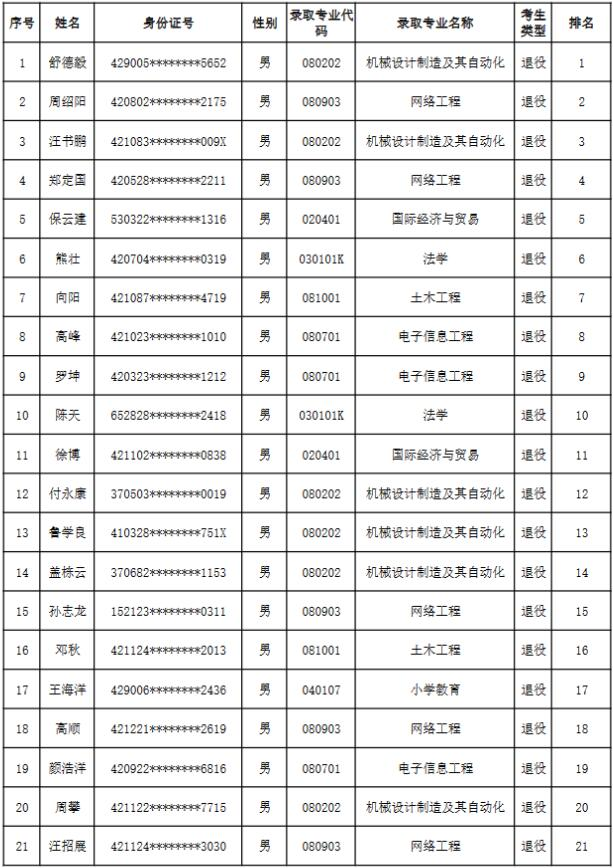 序号 姓名 身份证号 性别 录取专业代码 录取专业名称 考生类型 排名
1 舒德毅 429005********5652 男 080202 机械设计制造及其自动化 退役 1
2 周绍阳 420802********2175 男 080903 网络工程 退役 2
3 汪书鹏 421083********009X 男 080202 机械设计制造及其自动化 退役 3
4 郑定国 420528********2211 男 080903 网络工程 退役 4
5 保云建 530322********1316 男 020401 国际经济与贸易 退役 5
6 熊壮 420704********0319 男 030101K 法学 退役 6
7 向阳 421087********4719 男 081001 土木工程 退役 7
8 高峰 421023********1010 男 080701 电子信息工程 退役 8
9 罗坤 420323********1212 男 080701 电子信息工程 退役 9
10 陈天 652828********2418 男 030101K 法学 退役 10
11 徐博 421102********0838 男 020401 国际经济与贸易 退役 11
12 付永康 370503********0019 男 080202 机械设计制造及其自动化 退役 12
13 鲁学良 410328********751X 男 080202 机械设计制造及其自动化 退役 13
14 盖栋云 370682********1153 男 080202 机械设计制造及其自动化 退役 14
15 孙志龙 152123********0311 男 080903 网络工程 退役 15
16 邓秋 421124********2013 男 081001 土木工程 退役 16
17 王海洋 429006********2436 男 040107 小学教育 退役 17
18 高顺 421221********2619 男 080903 网络工程 退役 18
19 颜浩洋 420922********6816 男 080701 电子信息工程 退役 19
20 周攀 421122********7715 男 080202 机械设计制造及其自动化 退役 20
21 汪招展 421124********3030 男 080903 网络工程 退役 21